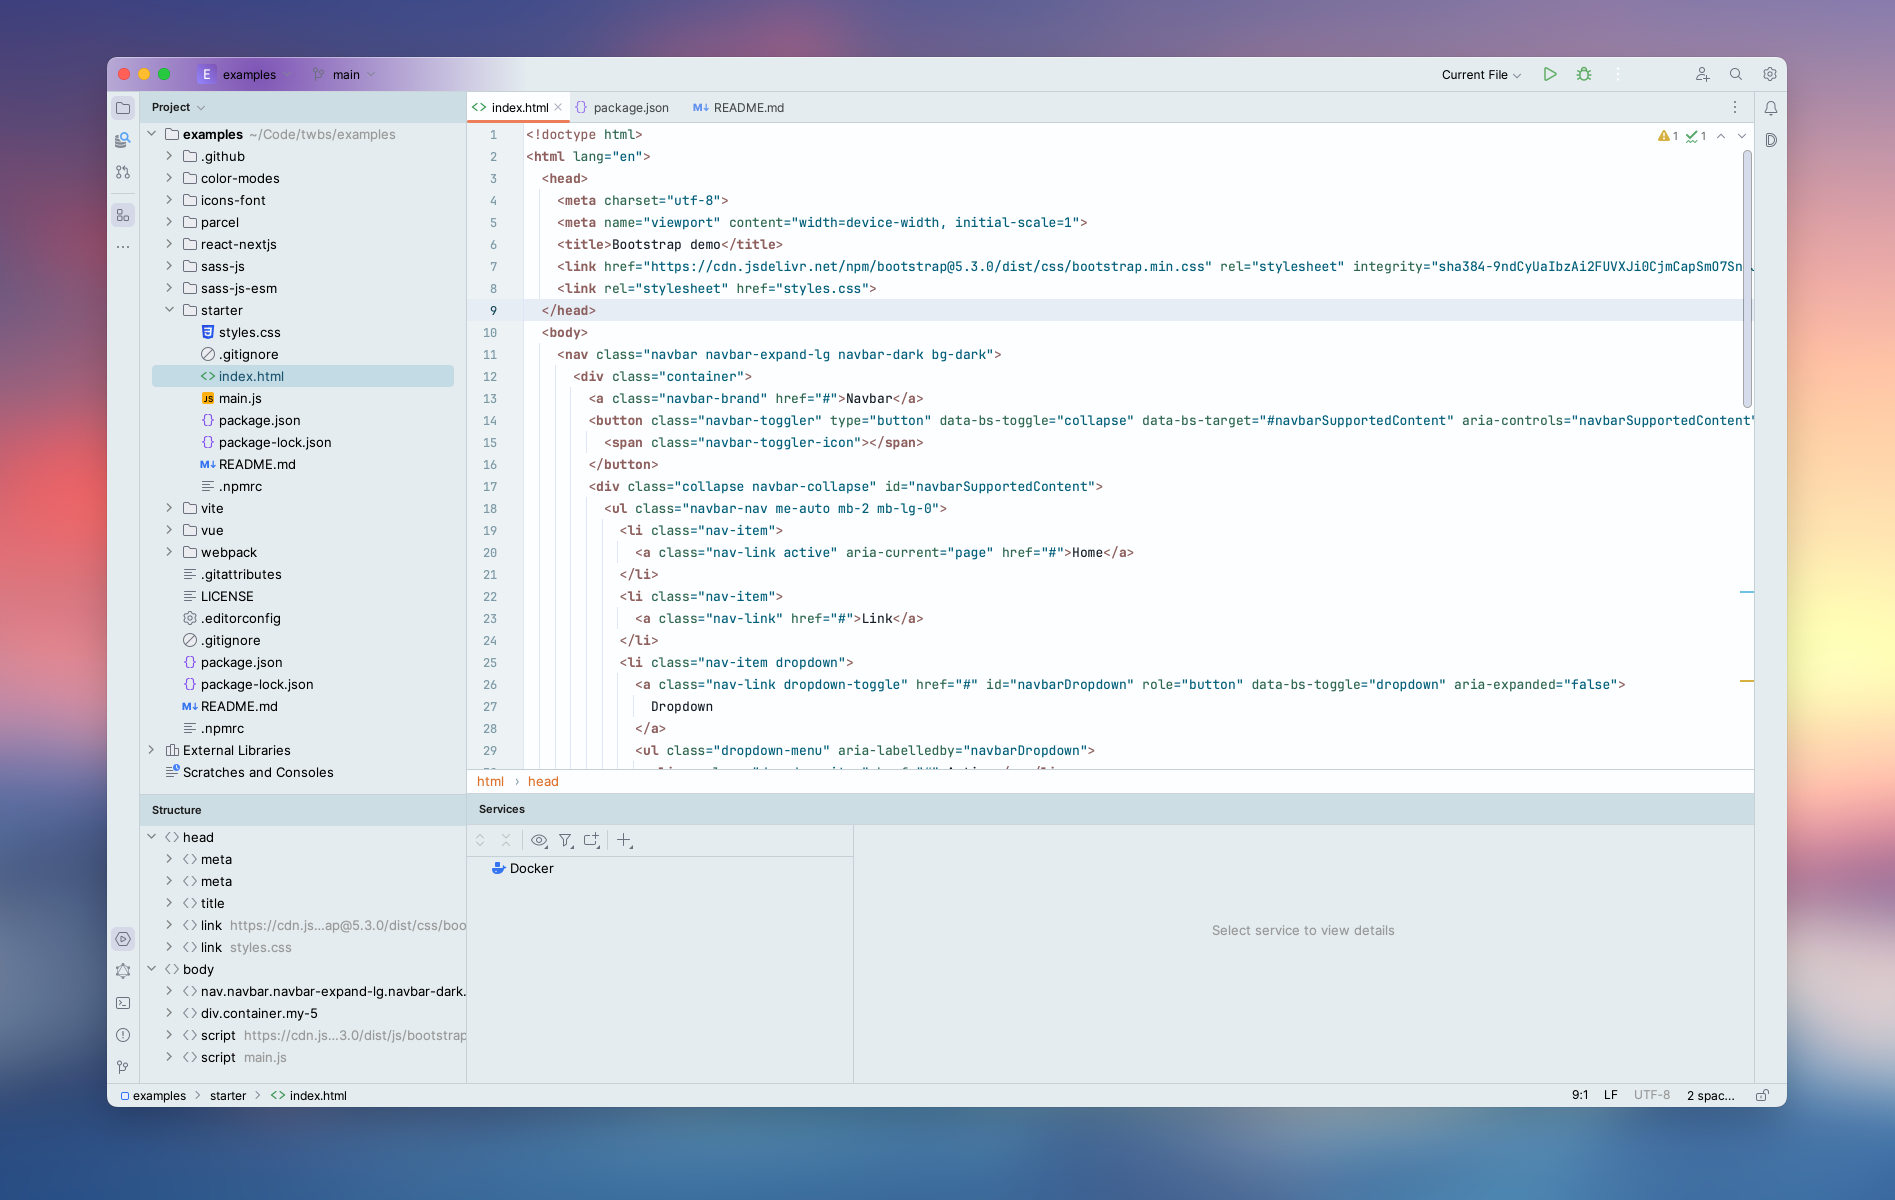 E examples main Current File
Project
examples ~/Code/twbs/examples
.github
color-modes
icons-font
parcel
react-nextjs
sass-js
sass-js-esm
starter
styles.css
.gitignore
index.html
JS main.js
package.json
package-lock.json
M↓ README.md
.npmrc
vite
vue
webpack
.gitattributes
LICENSE
.editorconfig
.gitignore
package.json
package-lock.json
M↓ README.md
.npmrc
External Libraries
Scratches and Consoles
Structure
head
meta
meta
title
link https://cdn.js...ap@5.3.0/dist/css/boo
link styles.css
body
nav.navbar.navbar-expand-lg.navbar-dark.
div.container.my-5
script https://cdn.js...3.0/dist/js/bootstrap
script main.js
index.html package.json M↓ README.md
1 1
1 <!doctype html>
2 <html lang="en">
3 <head>
4 <meta charset="utf-8">
5 <meta name="viewport" content="width=device-width, initial-scale=1">
6 <title>Bootstrap demo</title>
7 <link href="https://cdn.jsdelivr.net/npm/bootstrap@5.3.0/dist/css/bootstrap.min.css" rel="stylesheet" integrity="sha384-9ndCyUaIbzAi2FUVXJi0CjmCapSmO7Sn
8 <link rel="stylesheet" href="styles.css">
9 </head>
10 <body>
11 <nav class="navbar navbar-expand-lg navbar-dark bg-dark">
12 <div class="container">
13 <a class="navbar-brand" href="#">Navbar</a>
14 <button class="navbar-toggler" type="button" data-bs-toggle="collapse" data-bs-target="#navbarSupportedContent" aria-controls="navbarSupportedContent"
15 <span class="navbar-toggler-icon"></span>
16 </button>
17 <div class="collapse navbar-collapse" id="navbarSupportedContent">
18 <ul class="navbar-nav me-auto mb-2 mb-lg-0">
19 <li class="nav-item">
20 <a class="nav-link active" aria-current="page" href="#">Home</a>
21 </li>
22 <li class="nav-item">
23 <a class="nav-link" href="#">Link</a>
24 </li>
25 <li class="nav-item dropdown">
26 <a class="nav-link dropdown-toggle" href="#" id="navbarDropdown" role="button" data-bs-toggle="dropdown" aria-expanded="false">
27 Dropdown
28 </a>
29 <ul class="dropdown-menu" aria-labelledby="navbarDropdown">
html › head
Services
Docker
Select service to view details
examples > starter > index.html
9:1 LF UTF-8 2 spac...